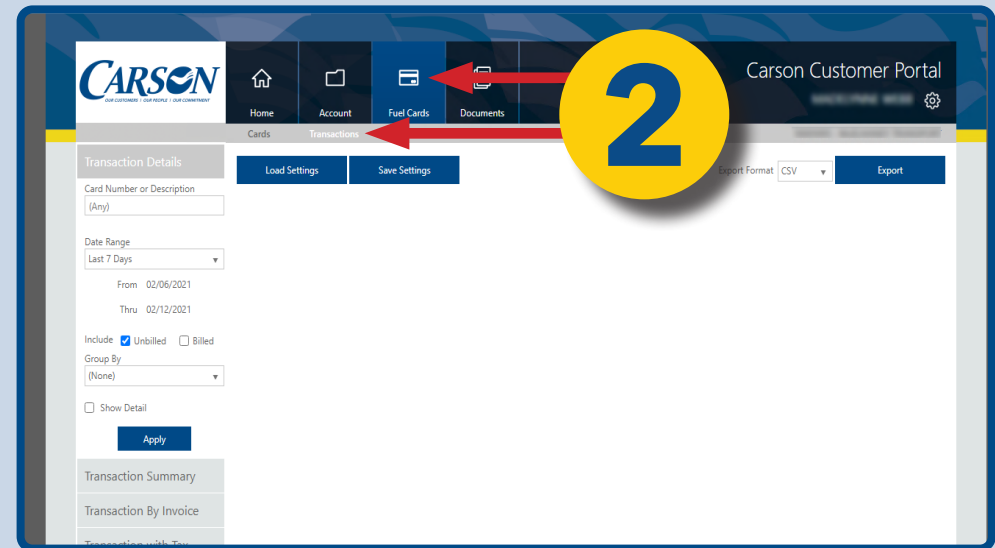 CARSON
OUR CUSTOMERS | OUR PEOPLE | OUR COMMITMENT
Home
Account
Fuel Cards
Documents
2
Carson Customer Portal
Cards
Transactions
Transaction Details
Card Number or Description
(Any)
Date Range
Last 7 Days
From 02/06/2021
Thru 02/12/2021
Include Unbilled Billed
Group By
(None)
Show Detail
Apply
Transaction Summary
Transaction By Invoice
Transaction with Tax
Load Settings
Save Settings
Export Format CSV
Export